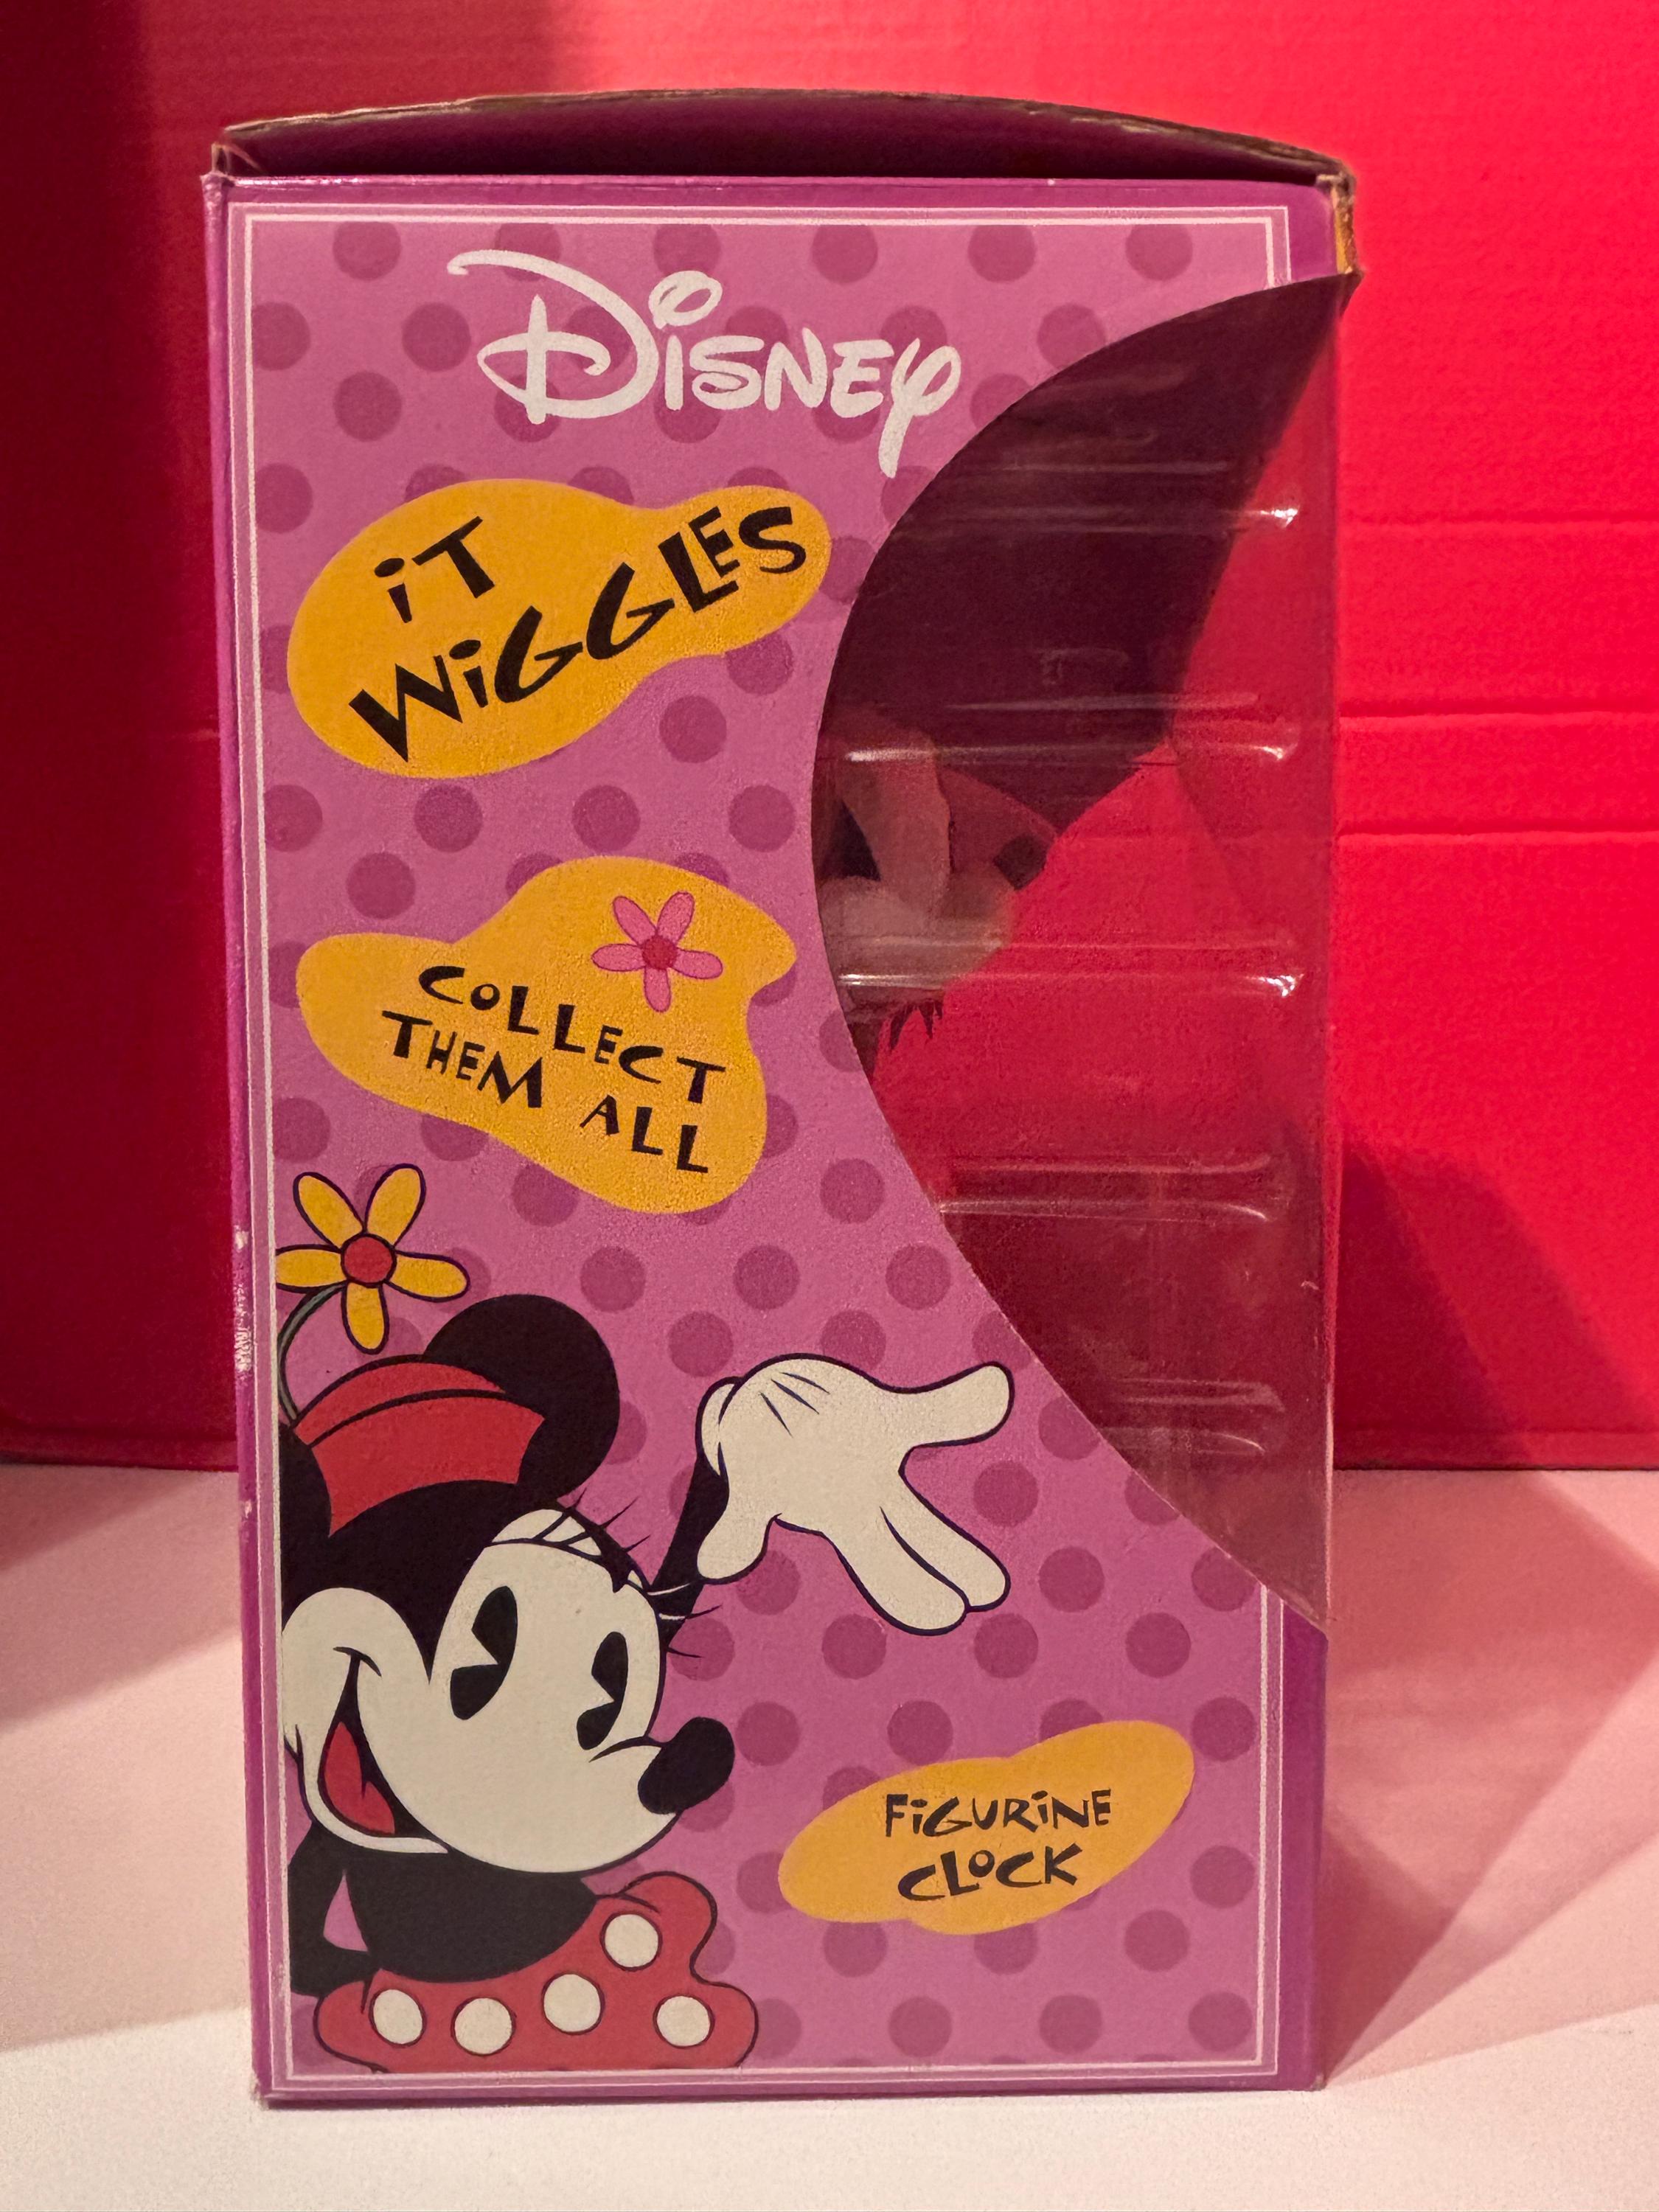 Disney
iT
WiGGLES
COLLECT
THEM ALL
FiGURiNE
CLOCK